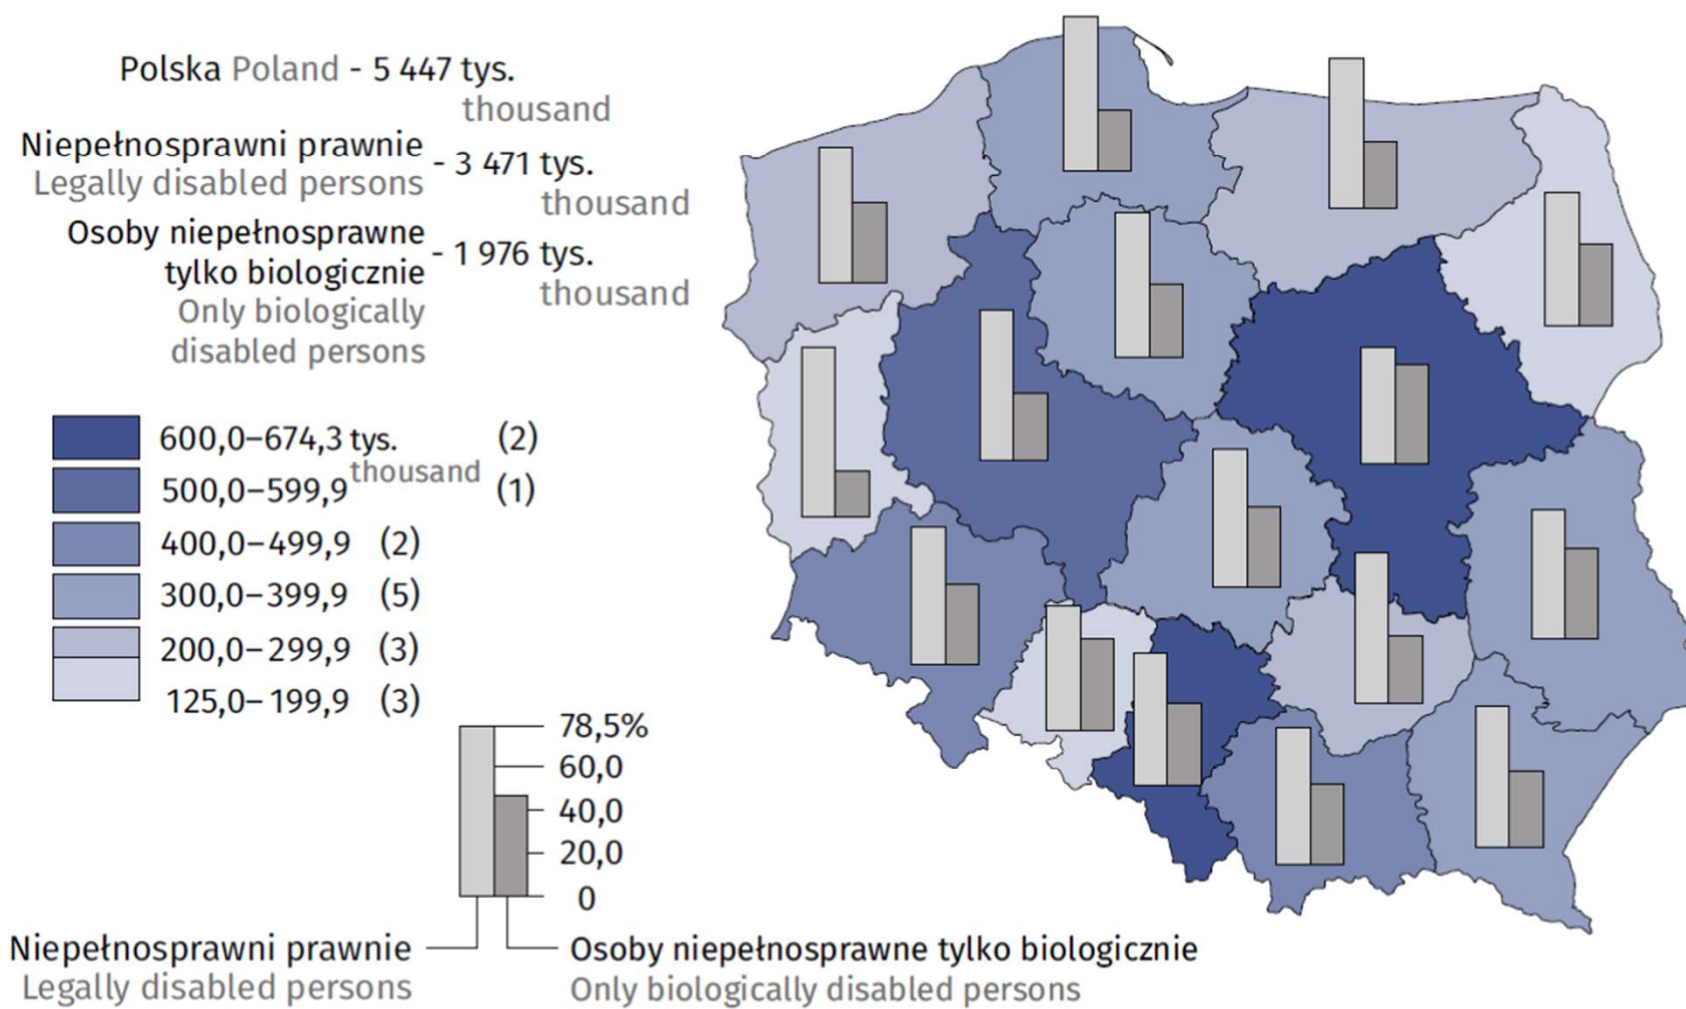 Polska Poland - 5 447 tys.
thousand
Niepełnosprawni prawnie - 3 471 tys.
Legally disabled persons
thousand
Osoby niepełnosprawne
tylko biologicznie - 1 976 tys.
thousand
Only biologically
disabled persons
600,0–674,3 tys. (2)
thousand
500,0–599,9 (1)
400,0–499,9 (2)
300,0–399,9 (5)
200,0–299,9 (3)
125,0–199,9 (3)
78,5%
60,0
40,0
20,0
0
Niepełnosprawni prawnie
Legally disabled persons
Osoby niepełnosprawne tylko biologicznie
Only biologically disabled persons